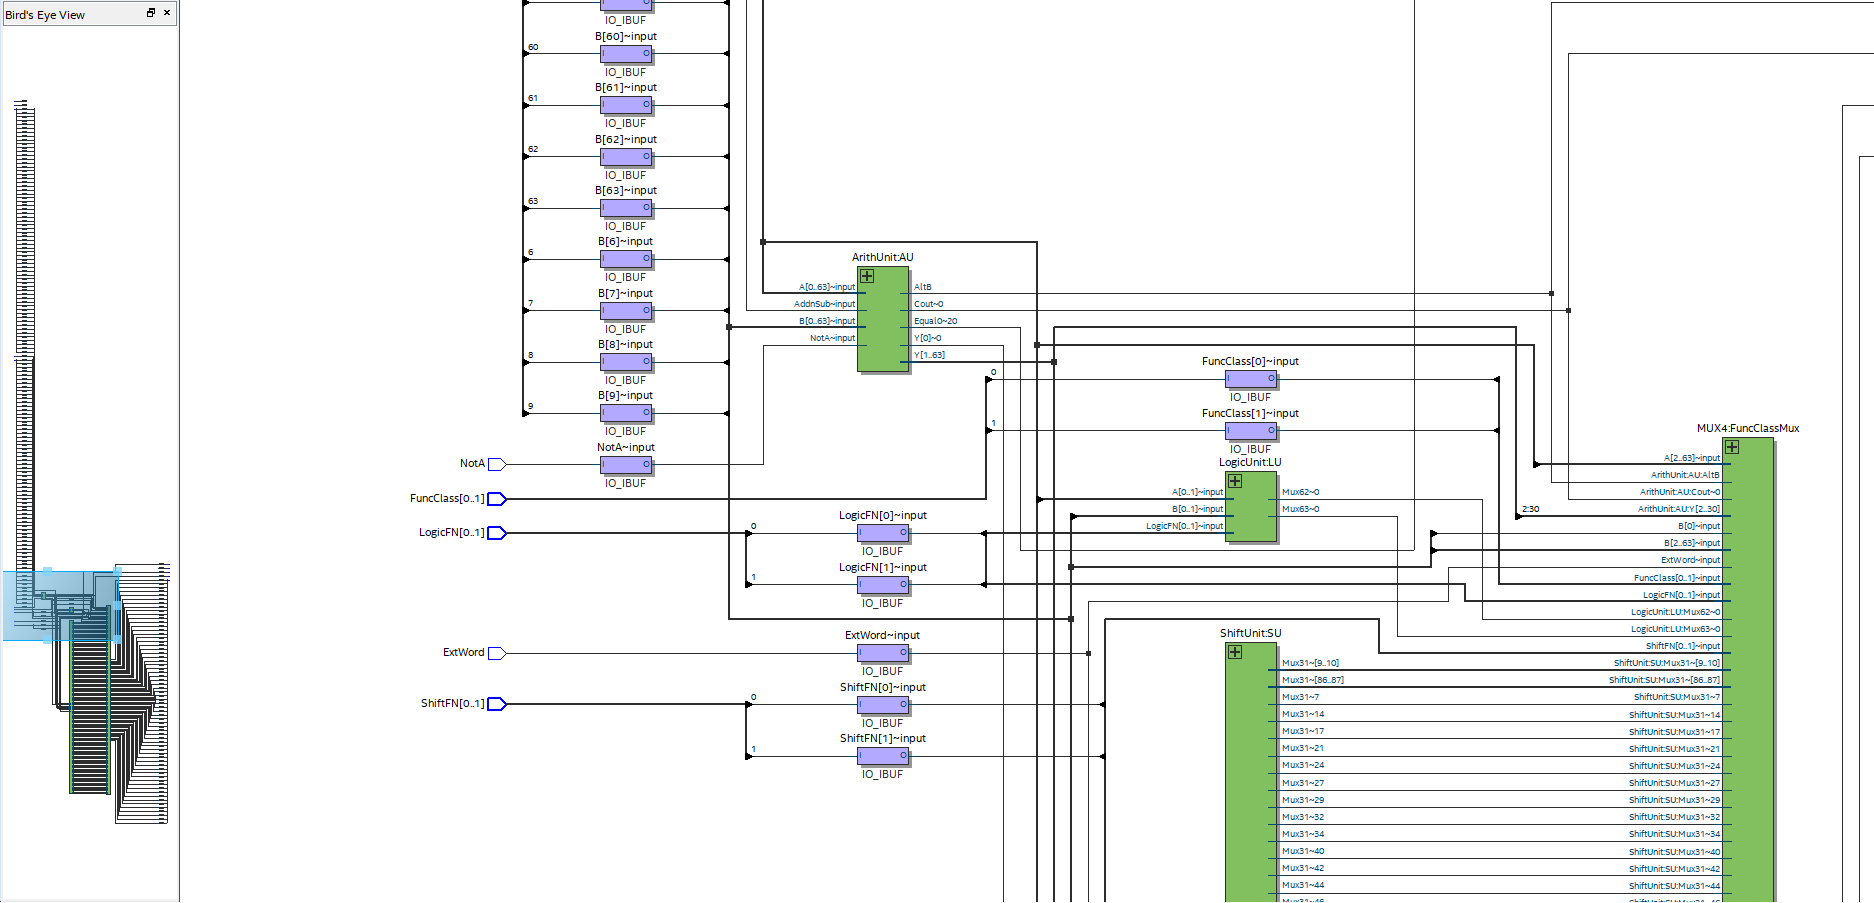 Bird's Eye View
IO_IBUF
B[60]~input
60
I
O
IO_IBUF
B[61]~input
61
I
O
IO_IBUF
B[62]~input
62
I
O
IO_IBUF
B[63]~input
63
I
O
IO_IBUF
B[6]~input
6
I
O
IO_IBUF
B[7]~input
7
I
O
IO_IBUF
B[8]~input
8
I
O
IO_IBUF
B[9]~input
9
I
O
IO_IBUF
NotA~input
NotA
I
O
IO_IBUF
FuncClass[0..1]
LogicFN[0..1]
ExtWord
ShiftFN[0..1]
ArithUnit:AU
A[0..63]~input
AddnSub~input
B[0..63]~input
NotA~input
AltB
Cout~0
Equal0~20
Y[0]~0
Y[1..63]
0
FuncClass[0]~input
I
O
IO_IBUF
1
FuncClass[1]~input
I
O
IO_IBUF
LogicUnit:LU
A[0..1]~input
B[0..1]~input
LogicFN[0..1]~input
Mux62~0
Mux63~0
0
LogicFN[0]~input
I
O
IO_IBUF
1
LogicFN[1]~input
I
O
IO_IBUF
ExtWord~input
I
O
IO_IBUF
0
ShiftFN[0]~input
I
O
IO_IBUF
1
ShiftFN[1]~input
I
O
IO_IBUF
ShiftUnit:SU
Mux31~[9..10]
Mux31~[86..87]
Mux31~7
Mux31~14
Mux31~17
Mux31~21
Mux31~24
Mux31~27
Mux31~29
Mux31~32
Mux31~34
Mux31~40
Mux31~42
Mux31~44
MUX4:FuncClassMux
A[2..63]~input
ArithUnit:AU:AltB
ArithUnit:AU:Cout~0
2:30
ArithUnit:AU:Y[2..30]
B[0]~input
B[2..63]~input
ExtWord~input
FuncClass[0..1]~input
LogicFN[0..1]~input
LogicUnit:LU:Mux62~0
LogicUnit:LU:Mux63~0
ShiftFN[0..1]~input
ShiftUnit:SU:Mux31~[9..10]
ShiftUnit:SU:Mux31~[86..87]
ShiftUnit:SU:Mux31~7
ShiftUnit:SU:Mux31~14
ShiftUnit:SU:Mux31~17
ShiftUnit:SU:Mux31~21
ShiftUnit:SU:Mux31~24
ShiftUnit:SU:Mux31~27
ShiftUnit:SU:Mux31~29
ShiftUnit:SU:Mux31~32
ShiftUnit:SU:Mux31~34
ShiftUnit:SU:Mux31~40
ShiftUnit:SU:Mux31~42
ShiftUnit:SU:Mux31~44